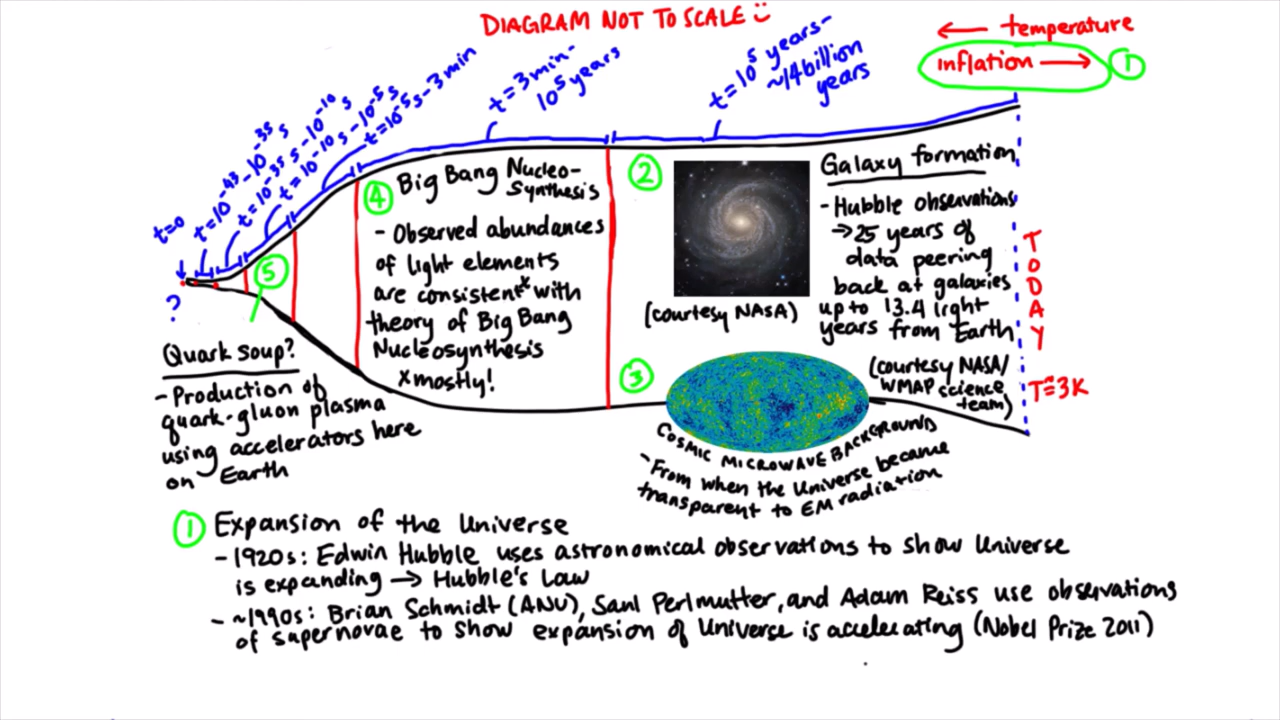 DIAGRAM NOT TO SCALE
← temperature
inflation → ①
t=0
t=10^-43-10^-35 s
t=10^-35 s-10^-10 s
t=10^-10 s-10^-5 s
t=10^-5 s-3min
t=3min-
10^5 years
t=10^5 years-
~14 billion
years
?
⑤
④ Big Bang Nucleo-
Synthesis
- Observed abundances
of light elements
are consistent* with
theory of Big Bang
Nucleosynthesis
*mostly!
②
(courtesy NASA)
Galaxy formation
- Hubble observations
→ 25 years of
data peering
back at galaxies
up to 13.4 light
years from Earth
TODAY
T≅3K
③
(courtesy NASA/
WMAP science
team)
COSMIC MICROWAVE BACKGROUND
- From when the Universe became
transparent to EM radiation
Quark soup?
- Production of
quark-gluon plasma
using accelerators here
on Earth
① Expansion of the Universe
- 1920s: Edwin Hubble uses astronomical observations to show Universe
is expanding → Hubble's Law
- ~1990s: Brian Schmidt (ANU), Saul Perlmutter, and Adam Reiss use observations
of supernovae to show expansion of Universe is accelerating (Nobel Prize 2011)